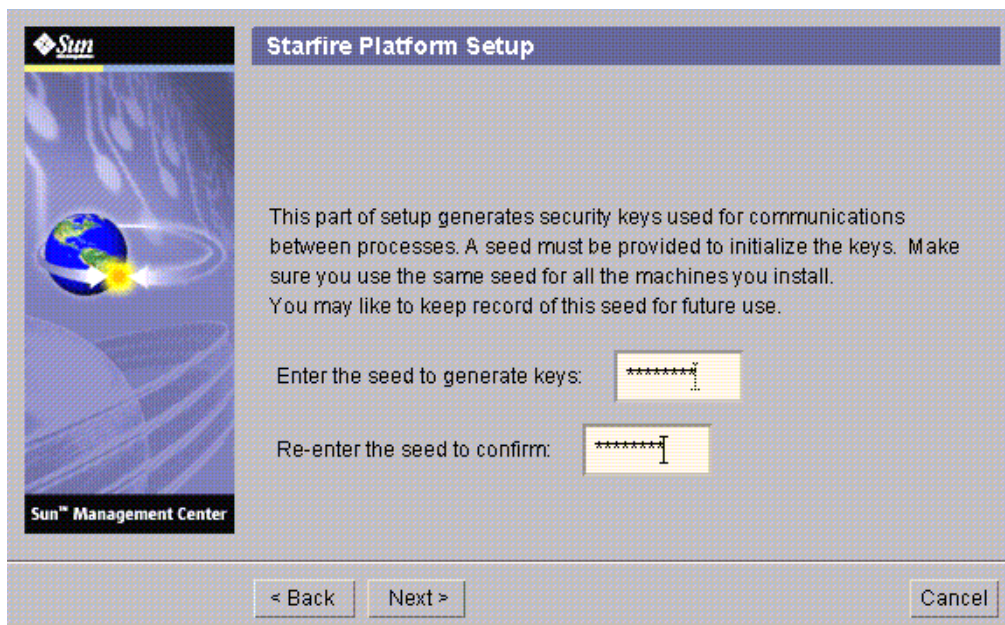 Sun
Starfire Platform Setup
This part of setup generates security keys used for communications
between processes. A seed must be provided to initialize the keys. Make
sure you use the same seed for all the machines you install.
You may like to keep record of this seed for future use.
Enter the seed to generate keys: ********
Re-enter the seed to confirm: ********
Sun™ Management Center
< Back Next > Cancel